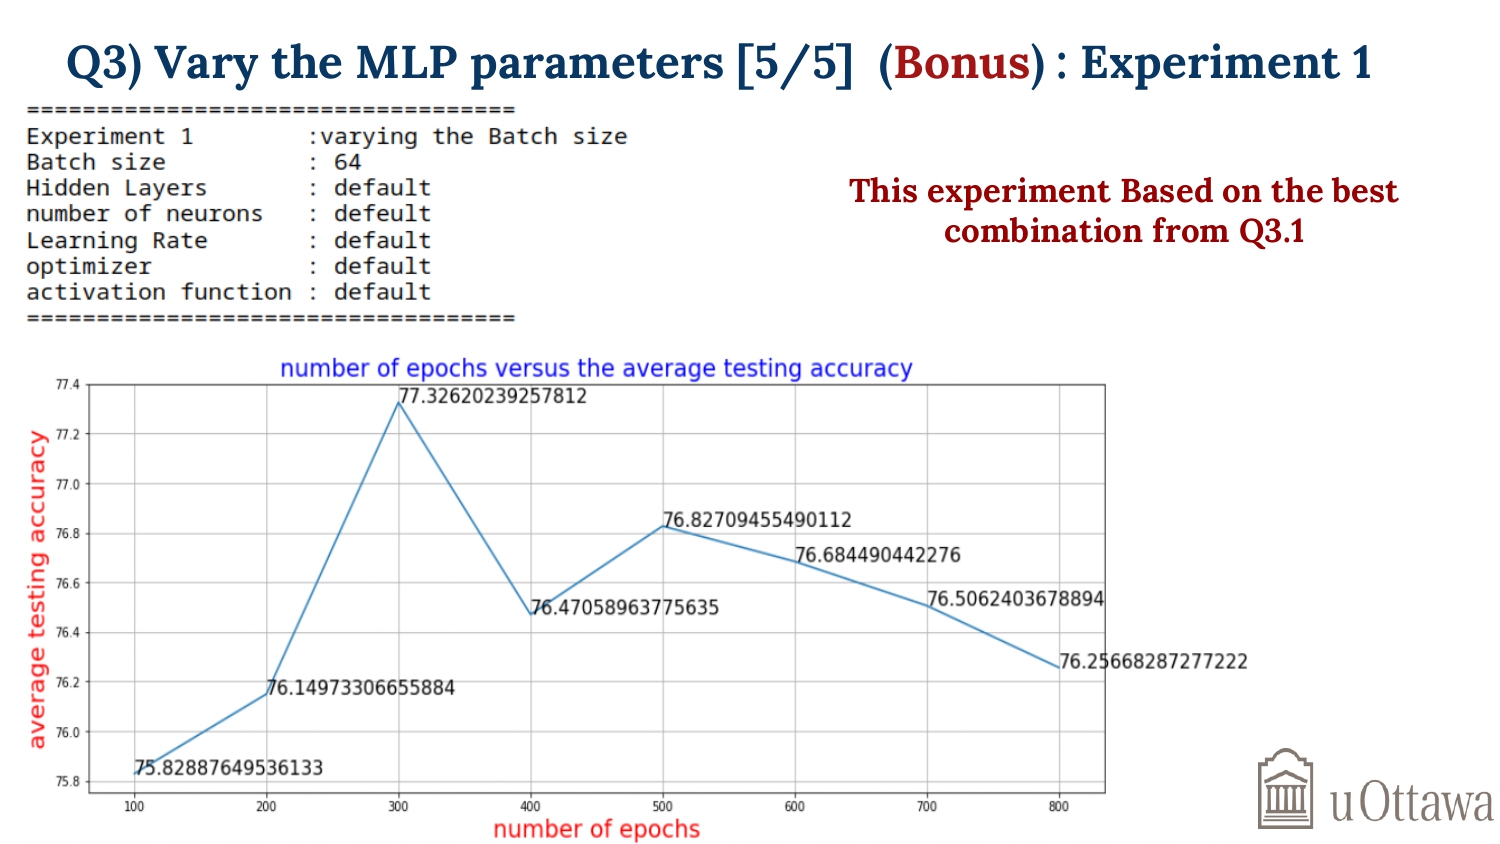 Q3) Vary the MLP parameters [5/5] (Bonus) : Experiment 1
===================================
Experiment 1 :varying the Batch size
Batch size : 64
Hidden Layers : default
number of neurons : defeult
Learning Rate : default
optimizer : default
activation function : default
===================================
This experiment Based on the best
combination from Q3.1
number of epochs versus the average testing accuracy
average testing accuracy
77.4
77.2
77.0
76.8
76.6
76.4
76.2
76.0
75.8
75.82887649536133
76.14973306655884
77.32620239257812
76.47058963775635
76.82709455490112
76.684490442276
76.5062403678894
76.25668287277222
100 200 300 400 500 600 700 800
number of epochs
uOttawa